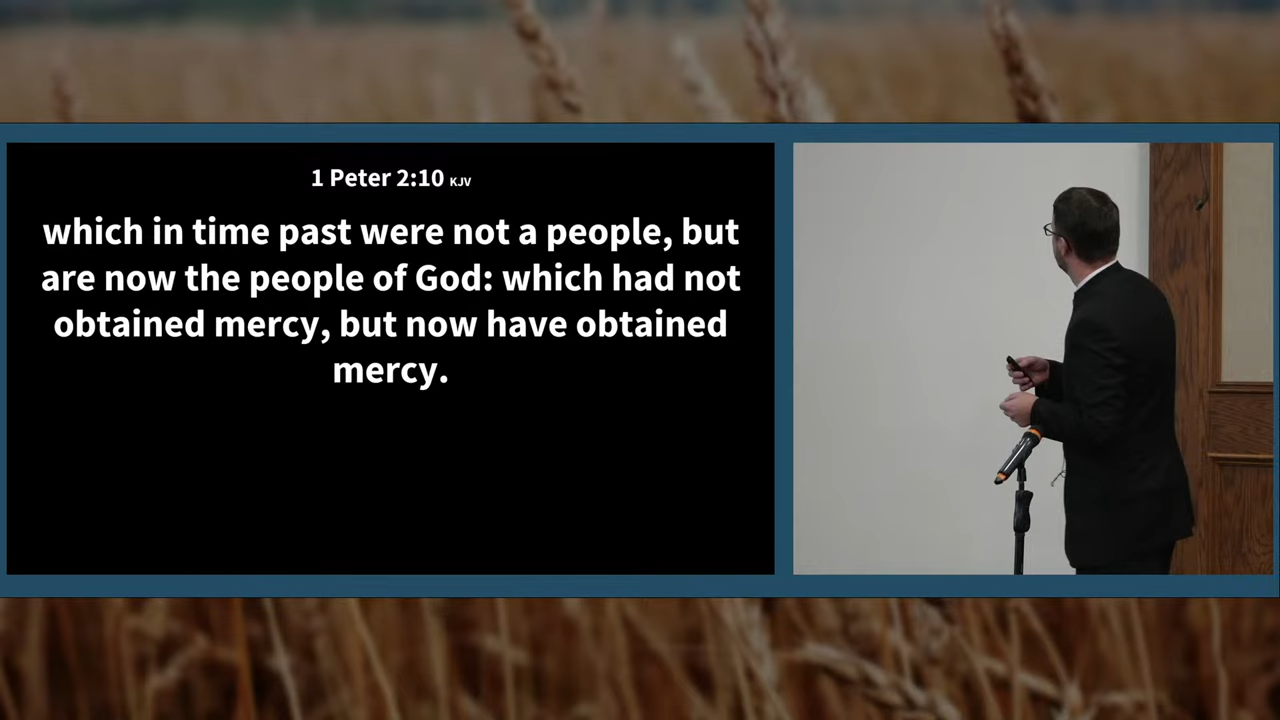 1 Peter 2:10 KJV
which in time past were not a people, but
are now the people of God: which had not
obtained mercy, but now have obtained
mercy.